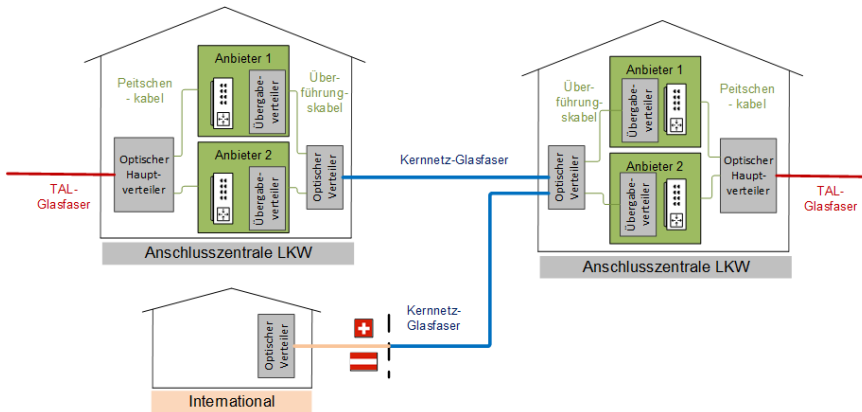 Anbieter 1
Übergabe-
verteiler
Peitschen
- kabel
Über-
führung-
skabel
Optischer
Haupt-
verteiler
Anbieter 2
Übergabe-
verteiler
Optischer
Verteiler
TAL-
Glasfaser
Anschlusszentrale LKW
Kernnetz-Glasfaser
Anbieter 1
Über-
führung-
skabel
Übergabe-
verteiler
Peitschen
- kabel
Optischer
Verteiler
Anbieter 2
Übergabe-
verteiler
Optischer
Haupt-
verteiler
TAL-
Glasfaser
Anschlusszentrale LKW
Kernnetz-
Glasfaser
Optischer
Verteiler
International